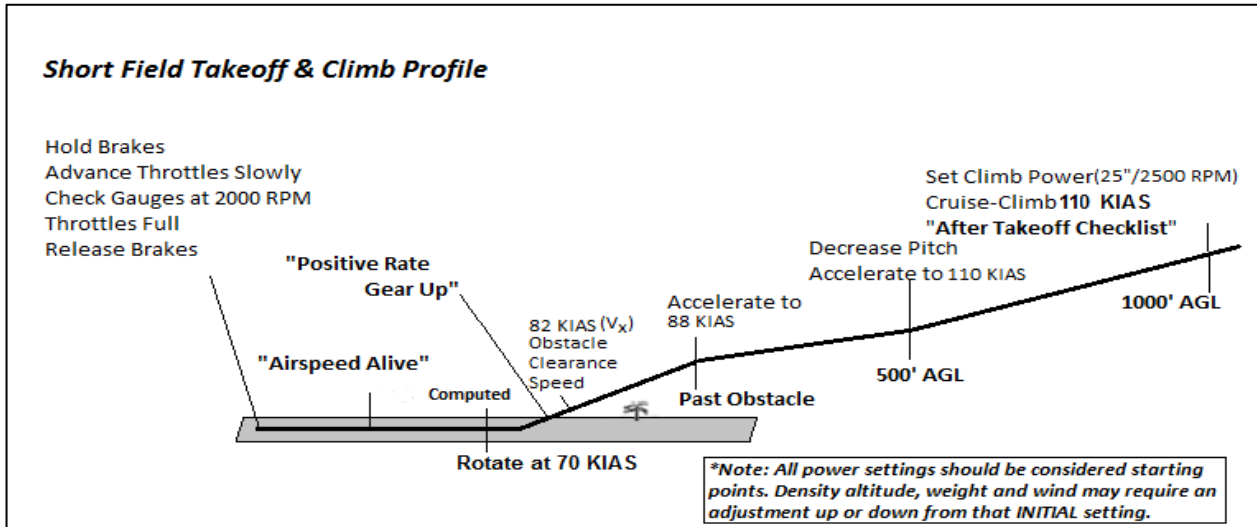 Short Field Takeoff & Climb Profile
Hold Brakes
Advance Throttles Slowly
Check Gauges at 2000 RPM
Throttles Full
Release Brakes
"Airspeed Alive"
Computed
Rotate at 70 KIAS
"Positive Rate
Gear Up"
82 KIAS (Vx)
Obstacle
Clearance
Speed
Accelerate to
88 KIAS
Past Obstacle
Decrease Pitch
Accelerate to 110 KIAS
500' AGL
Set Climb Power(25"/2500 RPM)
Cruise-Climb110 KIAS
"After Takeoff Checklist"
1000' AGL
*Note: All power settings should be considered starting
points. Density altitude, weight and wind may require an
adjustment up or down from that INITIAL setting.